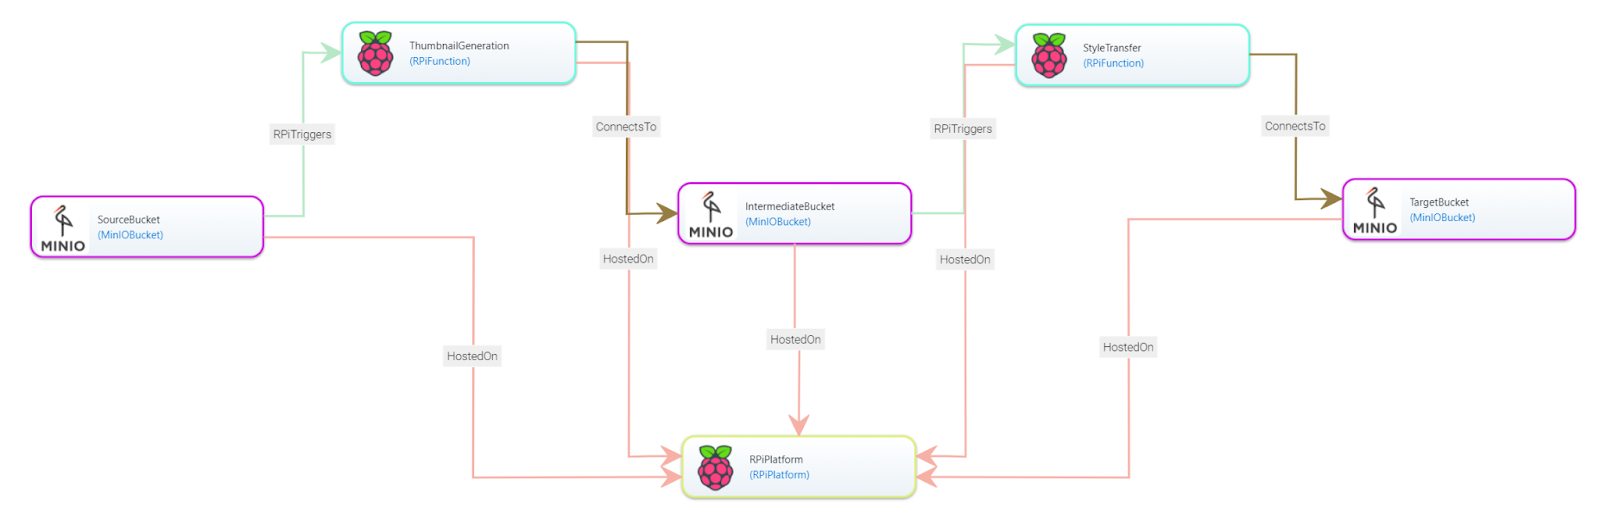 ThumbnailGeneration
(RPiFunction)
StyleTransfer
(RPiFunction)
RPiTriggers
ConnectsTo
RPiTriggers
ConnectsTo
SourceBucket
(MinIOBucket)
MINIO
IntermediateBucket
(MinIOBucket)
MINIO
TargetBucket
(MinIOBucket)
MINIO
HostedOn
HostedOn
HostedOn
HostedOn
HostedOn
RPiPlatform
(RPiPlatform)